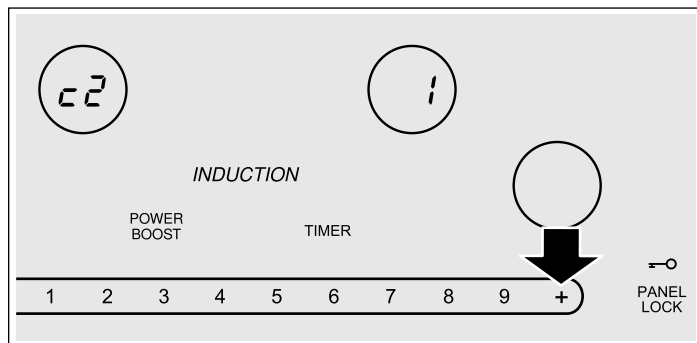 c2 1
INDUCTION
POWER
BOOST
TIMER
1 2 3 4 5 6 7 8 9 +
PANEL
LOCK